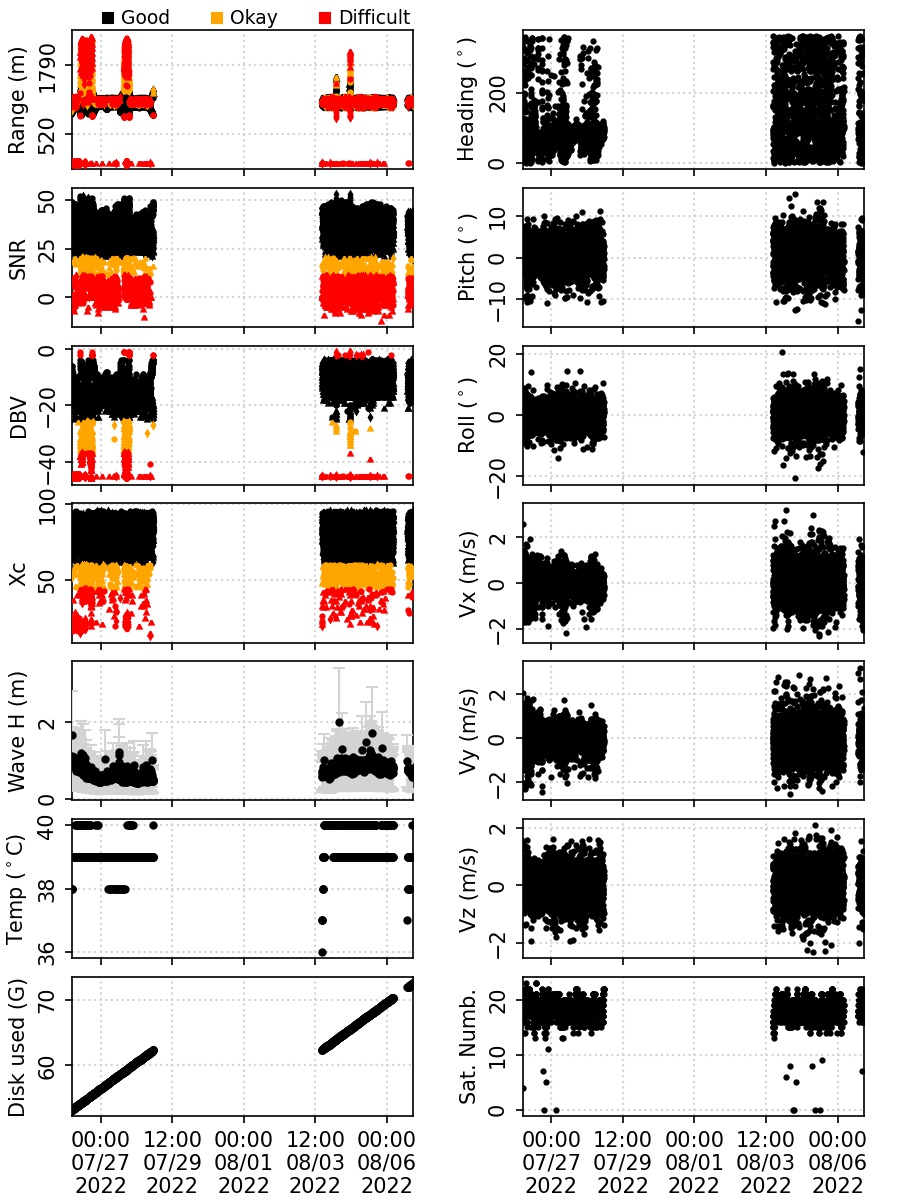 Good Okay Difficult
Range (m)
1790
520
Heading (°)
200
0
SNR
50
25
0
Pitch (°)
10
0
−10
DBV
0
−20
−40
Roll (°)
20
0
−20
Xc
100
50
Vx (m/s)
2
0
−2
Wave H (m)
2
0
Vy (m/s)
2
0
−2
Temp (°C)
40
38
36
Vz (m/s)
2
0
−2
Disk used (G)
70
60
Sat. Numb.
20
10
0
00:00 12:00 00:00 12:00 00:00
07/27 07/29 08/01 08/03 08/06
2022 2022 2022 2022 2022
00:00 12:00 00:00 12:00 00:00
07/27 07/29 08/01 08/03 08/06
2022 2022 2022 2022 2022